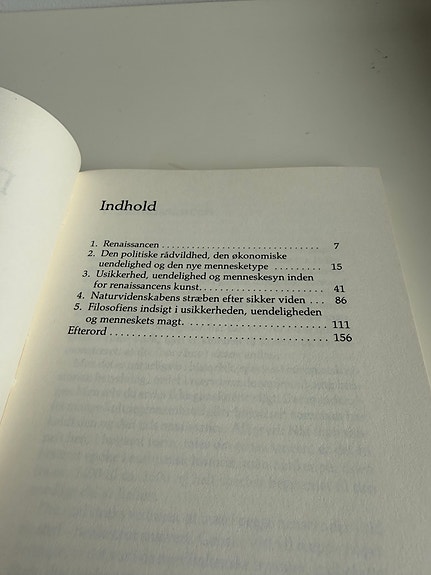 Indhold
1. Renaissancen . . . . . . . . . . . . . . . . . . . . . . . . . . 7
2. Den politiske rådvildhed, den økonomiske
uendelighed og den nye mennesketype . . . . . . . . . 15
3. Usikkerhed, uendelighed og menneskesyn inden
for renaissancens kunst. . . . . . . . . . . . . . . . . . . . 41
4. Naturvidenskabens stræben efter sikker viden . . . 86
5. Filosofiens indsigt i usikkerheden, uendeligheden
og menneskets magt. . . . . . . . . . . . . . . . . . . . . . 111
Efterord . . . . . . . . . . . . . . . . . . . . . . . . . . . . . . . 156